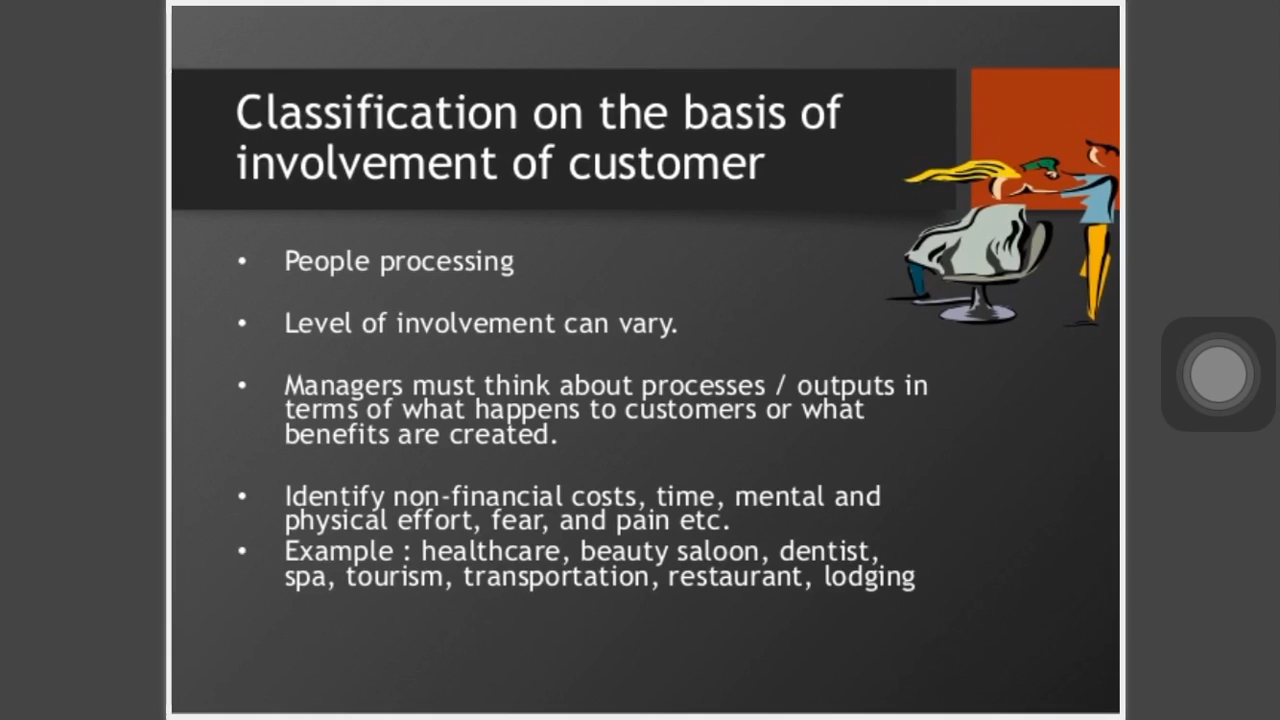 Classification on the basis of
involvement of customer
• People processing
• Level of involvement can vary.
• Managers must think about processes / outputs in
terms of what happens to customers or what
benefits are created.
• Identify non-financial costs, time, mental and
physical effort, fear, and pain etc.
• Example : healthcare, beauty saloon, dentist,
spa, tourism, transportation, restaurant, lodging